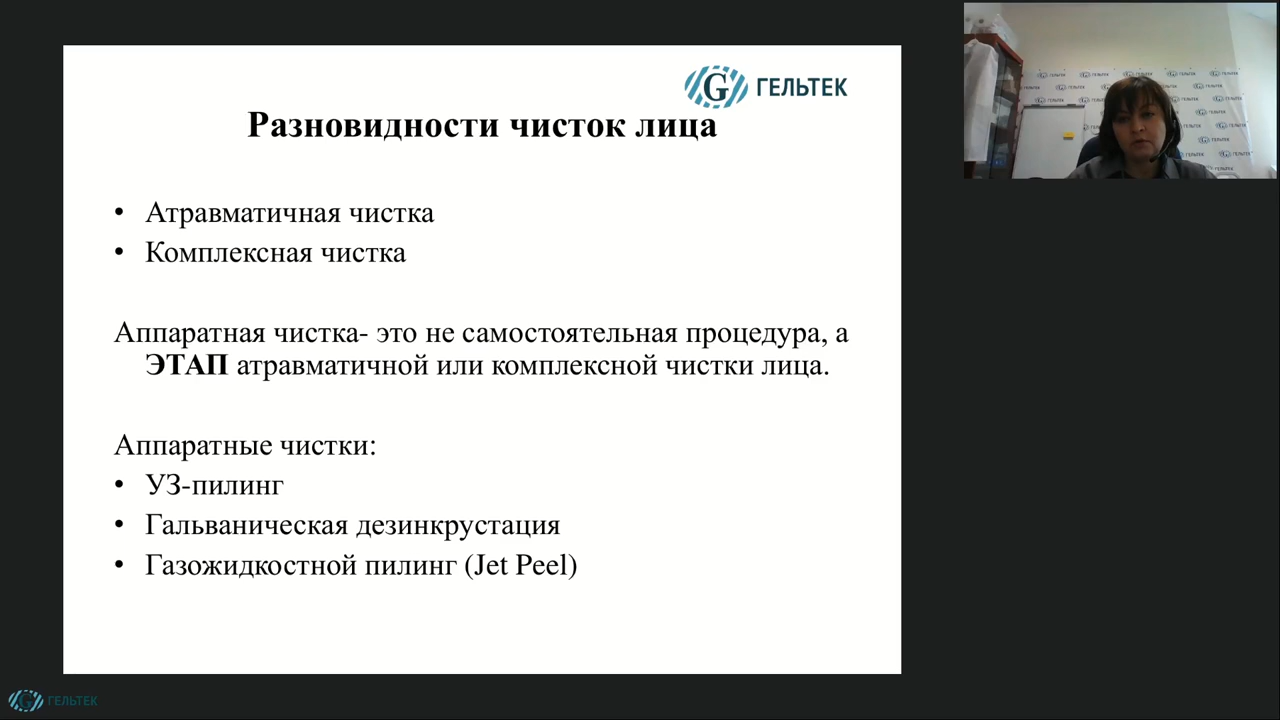 ГЕЛЬТЕК
Разновидности чисток лица
• Атравматичная чистка
• Комплексная чистка
Аппаратная чистка- это не самостоятельная процедура, а
ЭТАП атравматичной или комплексной чистки лица.
Аппаратные чистки:
• УЗ-пилинг
• Гальваническая дезинкрустация
• Газожидкостной пилинг (Jet Peel)
ГЕЛЬТЕК